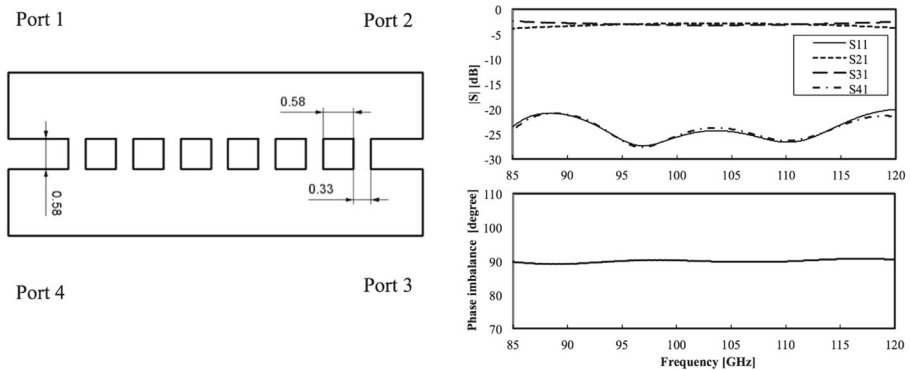 Port 1
Port 2
0.58
0.33
0.58
Port 4
Port 3
0
-5
-10
-15
-20
-25
-30
|S| [dB]
S11
S21
S31
S41
85 90 95 100 105 110 115 120
110
100
90
80
70
Phase imbalance [degree]
85 90 95 100 105 110 115 120
Frequency [GHz]